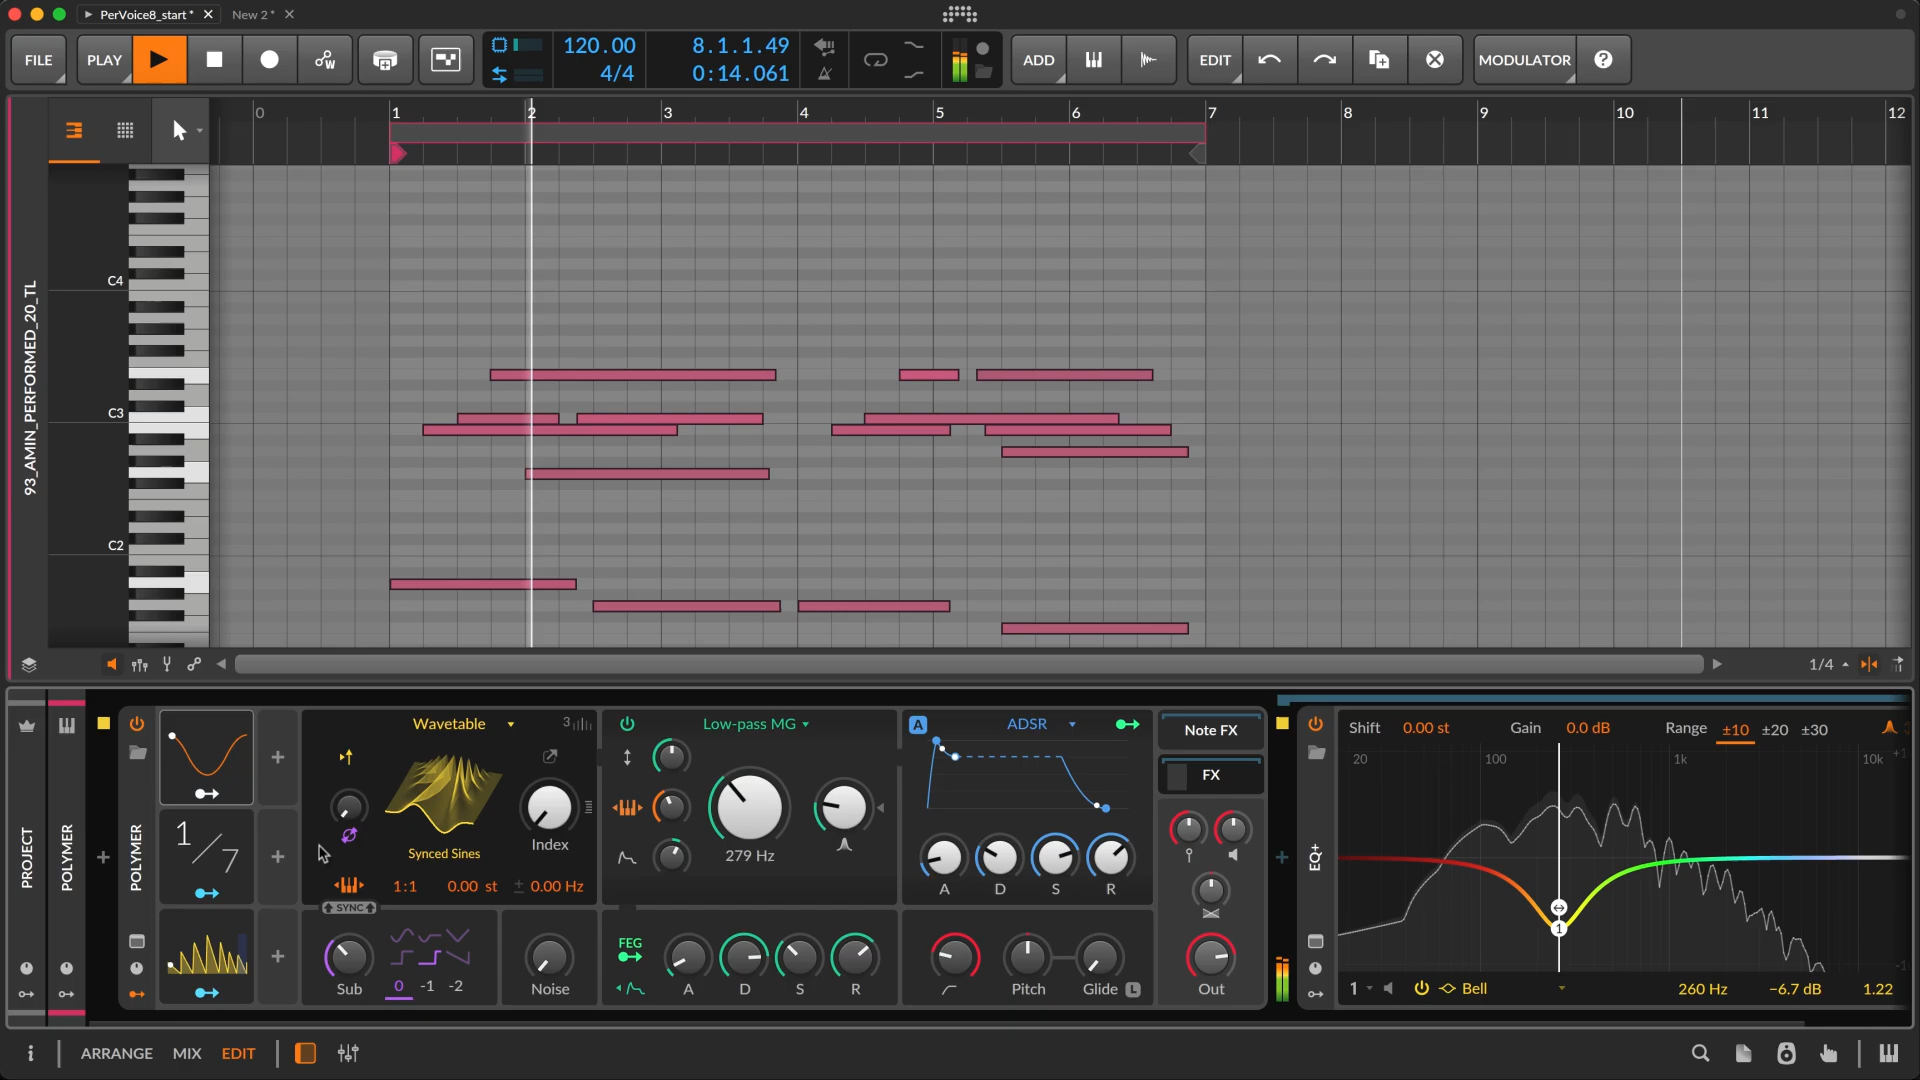 PerVoice8_start *
New 2 *
FILE
PLAY
120.00
4/4
8.1.1.49
0:14.061
ADD
EDIT
MODULATOR
?
0 1 2 3 4 5 6 7 8 9 10 11 12
93_AMIN_PERFORMED_20_TL
C4
C3
C2
1/4
PROJECT
POLYMER
POLYMER
1/7
Wavetable
3
Synced Sines
Index
1:1 0.00 st ± 0.00 Hz
SYNC
Sub
0 -1 -2
Noise
Low-pass MG
279 Hz
FEG
A D S R
A
ADSR
A D S R
Pitch
Glide L
Note FX
FX
Out
EQ+
Shift 0.00 st Gain 0.0 dB Range ±10 ±20 ±30
20 100 1k 10k
1
1 Bell 260 Hz −6.7 dB 1.22
i ARRANGE MIX EDIT